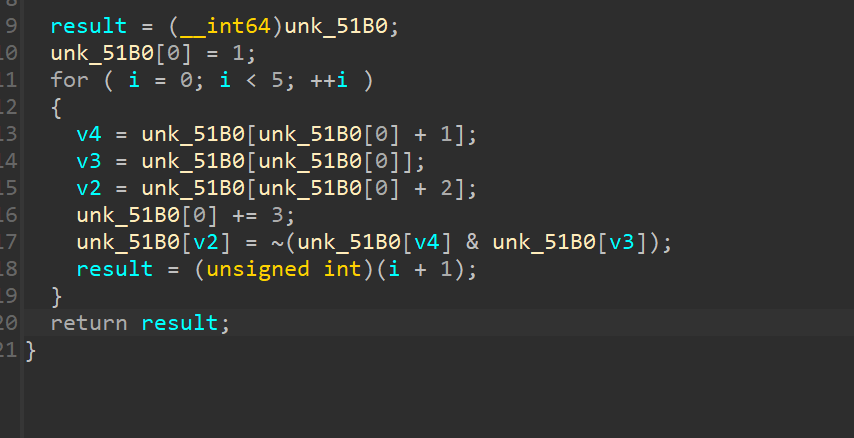 9 result = (__int64)unk_51B0;
10 unk_51B0[0] = 1;
11 for ( i = 0; i < 5; ++i )
12 {
13 v4 = unk_51B0[unk_51B0[0] + 1];
14 v3 = unk_51B0[unk_51B0[0]];
15 v2 = unk_51B0[unk_51B0[0] + 2];
16 unk_51B0[0] += 3;
17 unk_51B0[v2] = ~(unk_51B0[v4] & unk_51B0[v3]);
18 result = (unsigned int)(i + 1);
19 }
20 return result;
21 }